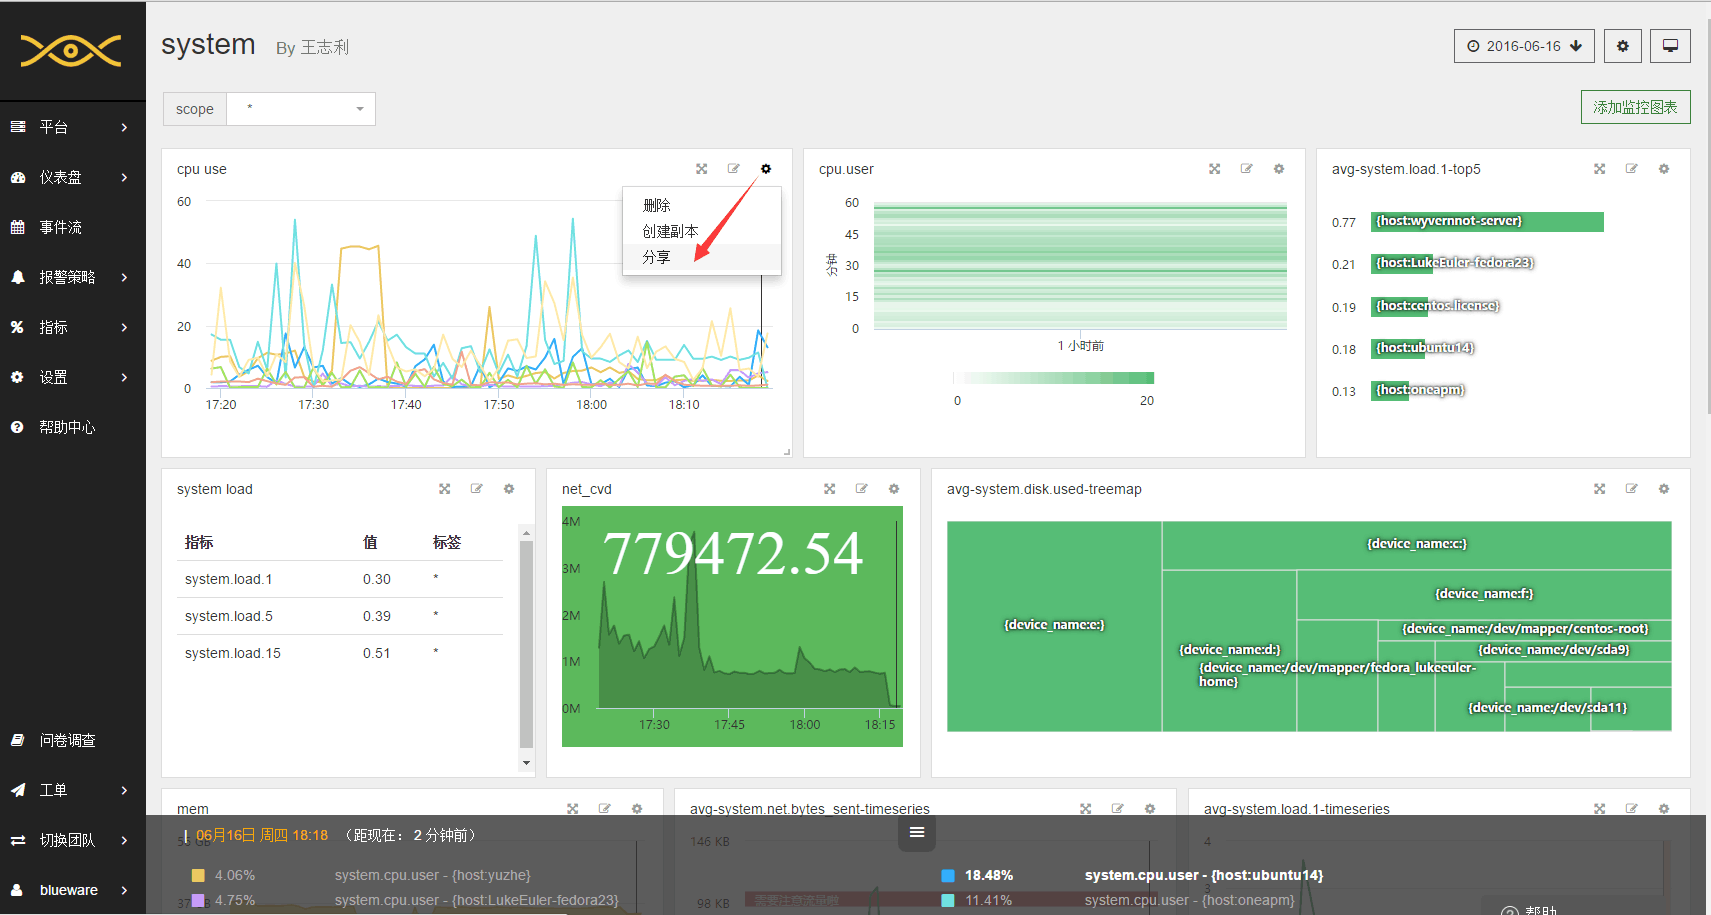 system By 王志利
2016-06-16
scope *
添加监控图表
平台
仪表盘
事件流
报警策略
指标
设置
帮助中心
问卷调查
工单
切换团队
blueware
cpu use
删除
创建副本
分享
60
40
20
0
17:20 17:30 17:40 17:50 18:00 18:10
cpu.user
60
45
30
15
0
分钟
1 小时前
0 20
avg-system.load.1-top5
0.77 {host:wyvernnot-server}
0.21 {host:LukeEuler-fedora23}
0.19 {host:centos.license}
0.18 {host:ubuntu14}
0.13 {host:oneapm}
system load
指标 值 标签
system.load.1 0.30 *
system.load.5 0.39 *
system.load.15 0.51 *
net_cvd
779472.54
4M
3M
2M
1M
0M
17:30 17:45 18:00 18:15
avg-system.disk.used-treemap
{device_name:c:}
{device_name:f:}
{device_name:e:}
{device_name:/dev/mapper/centos-root}
{device_name:d:}
{device_name:/dev/sda9}
{device_name:/dev/mapper/fedora_lukeeuler-
home}
{device_name:/dev/sda11}
mem
avg-system.net.bytes_sent-timeseries
avg-system.load.1-timeseries
06月16日 周四 18:18 （距现在： 2 分钟前）
146 KB
4
4.06% system.cpu.user - {host:yuzhe}
18.48% system.cpu.user - {host:ubuntu14}
3
4.75% system.cpu.user - {host:LukeEuler-fedora23}
98 KB
11.41% system.cpu.user - {host:oneapm}
帮助